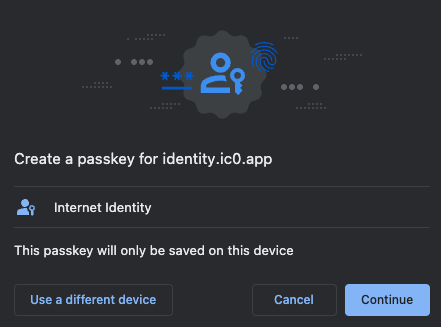 Create a passkey for identity.ic0.app
Internet Identity
This passkey will only be saved on this device
Use a different device
Cancel
Continue